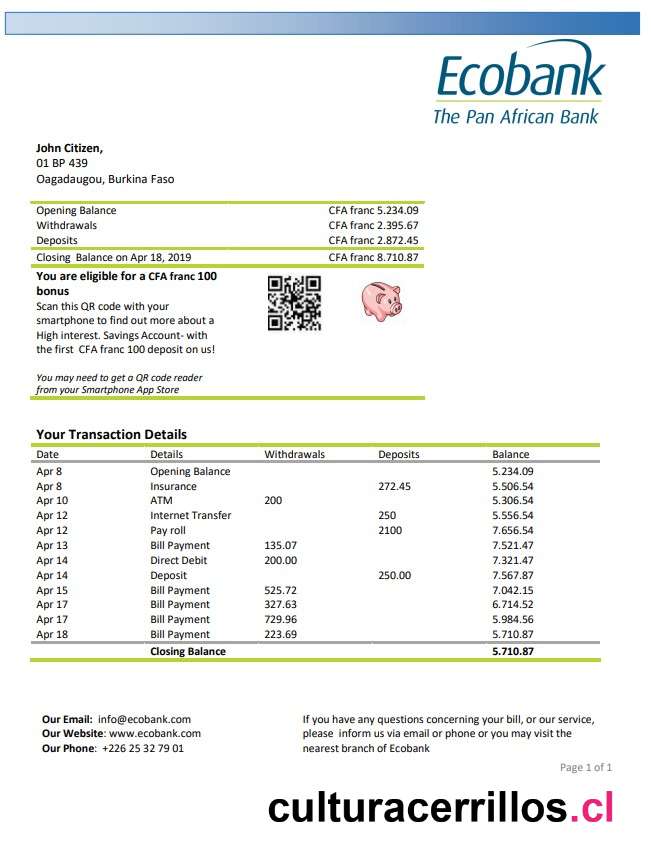 Ecobank
The Pan African Bank
John Citizen,
01 BP 439
Oagadaugou, Burkina Faso
Opening Balance CFA franc 5.234.09
Withdrawals CFA franc 2.395.67
Deposits CFA franc 2.872.45
Closing Balance on Apr 18, 2019 CFA franc 8.710.87
You are eligible for a CFA franc 100
bonus
Scan this QR code with your
smartphone to find out more about a
High interest. Savings Account- with
the first CFA franc 100 deposit on us!
You may need to get a QR code reader
from your Smartphone App Store
Your Transaction Details
Date Details Withdrawals Deposits Balance
Apr 8 Opening Balance 5.234.09
Apr 8 Insurance 272.45 5.506.54
Apr 10 ATM 200 5.306.54
Apr 12 Internet Transfer 250 5.556.54
Apr 12 Pay roll 2100 7.656.54
Apr 13 Bill Payment 135.07 7.521.47
Apr 14 Direct Debit 200.00 7.321.47
Apr 14 Deposit 250.00 7.567.87
Apr 15 Bill Payment 525.72 7.042.15
Apr 17 Bill Payment 327.63 6.714.52
Apr 17 Bill Payment 729.96 5.984.56
Apr 18 Bill Payment 223.69 5.710.87
Closing Balance 5.710.87
Our Email: info@ecobank.com
Our Website: www.ecobank.com
Our Phone: +226 25 32 79 01
If you have any questions concerning your bill, or our service,
please inform us via email or phone or you may visit the
nearest branch of Ecobank
Page 1 of 1
culturacerrillos.cl